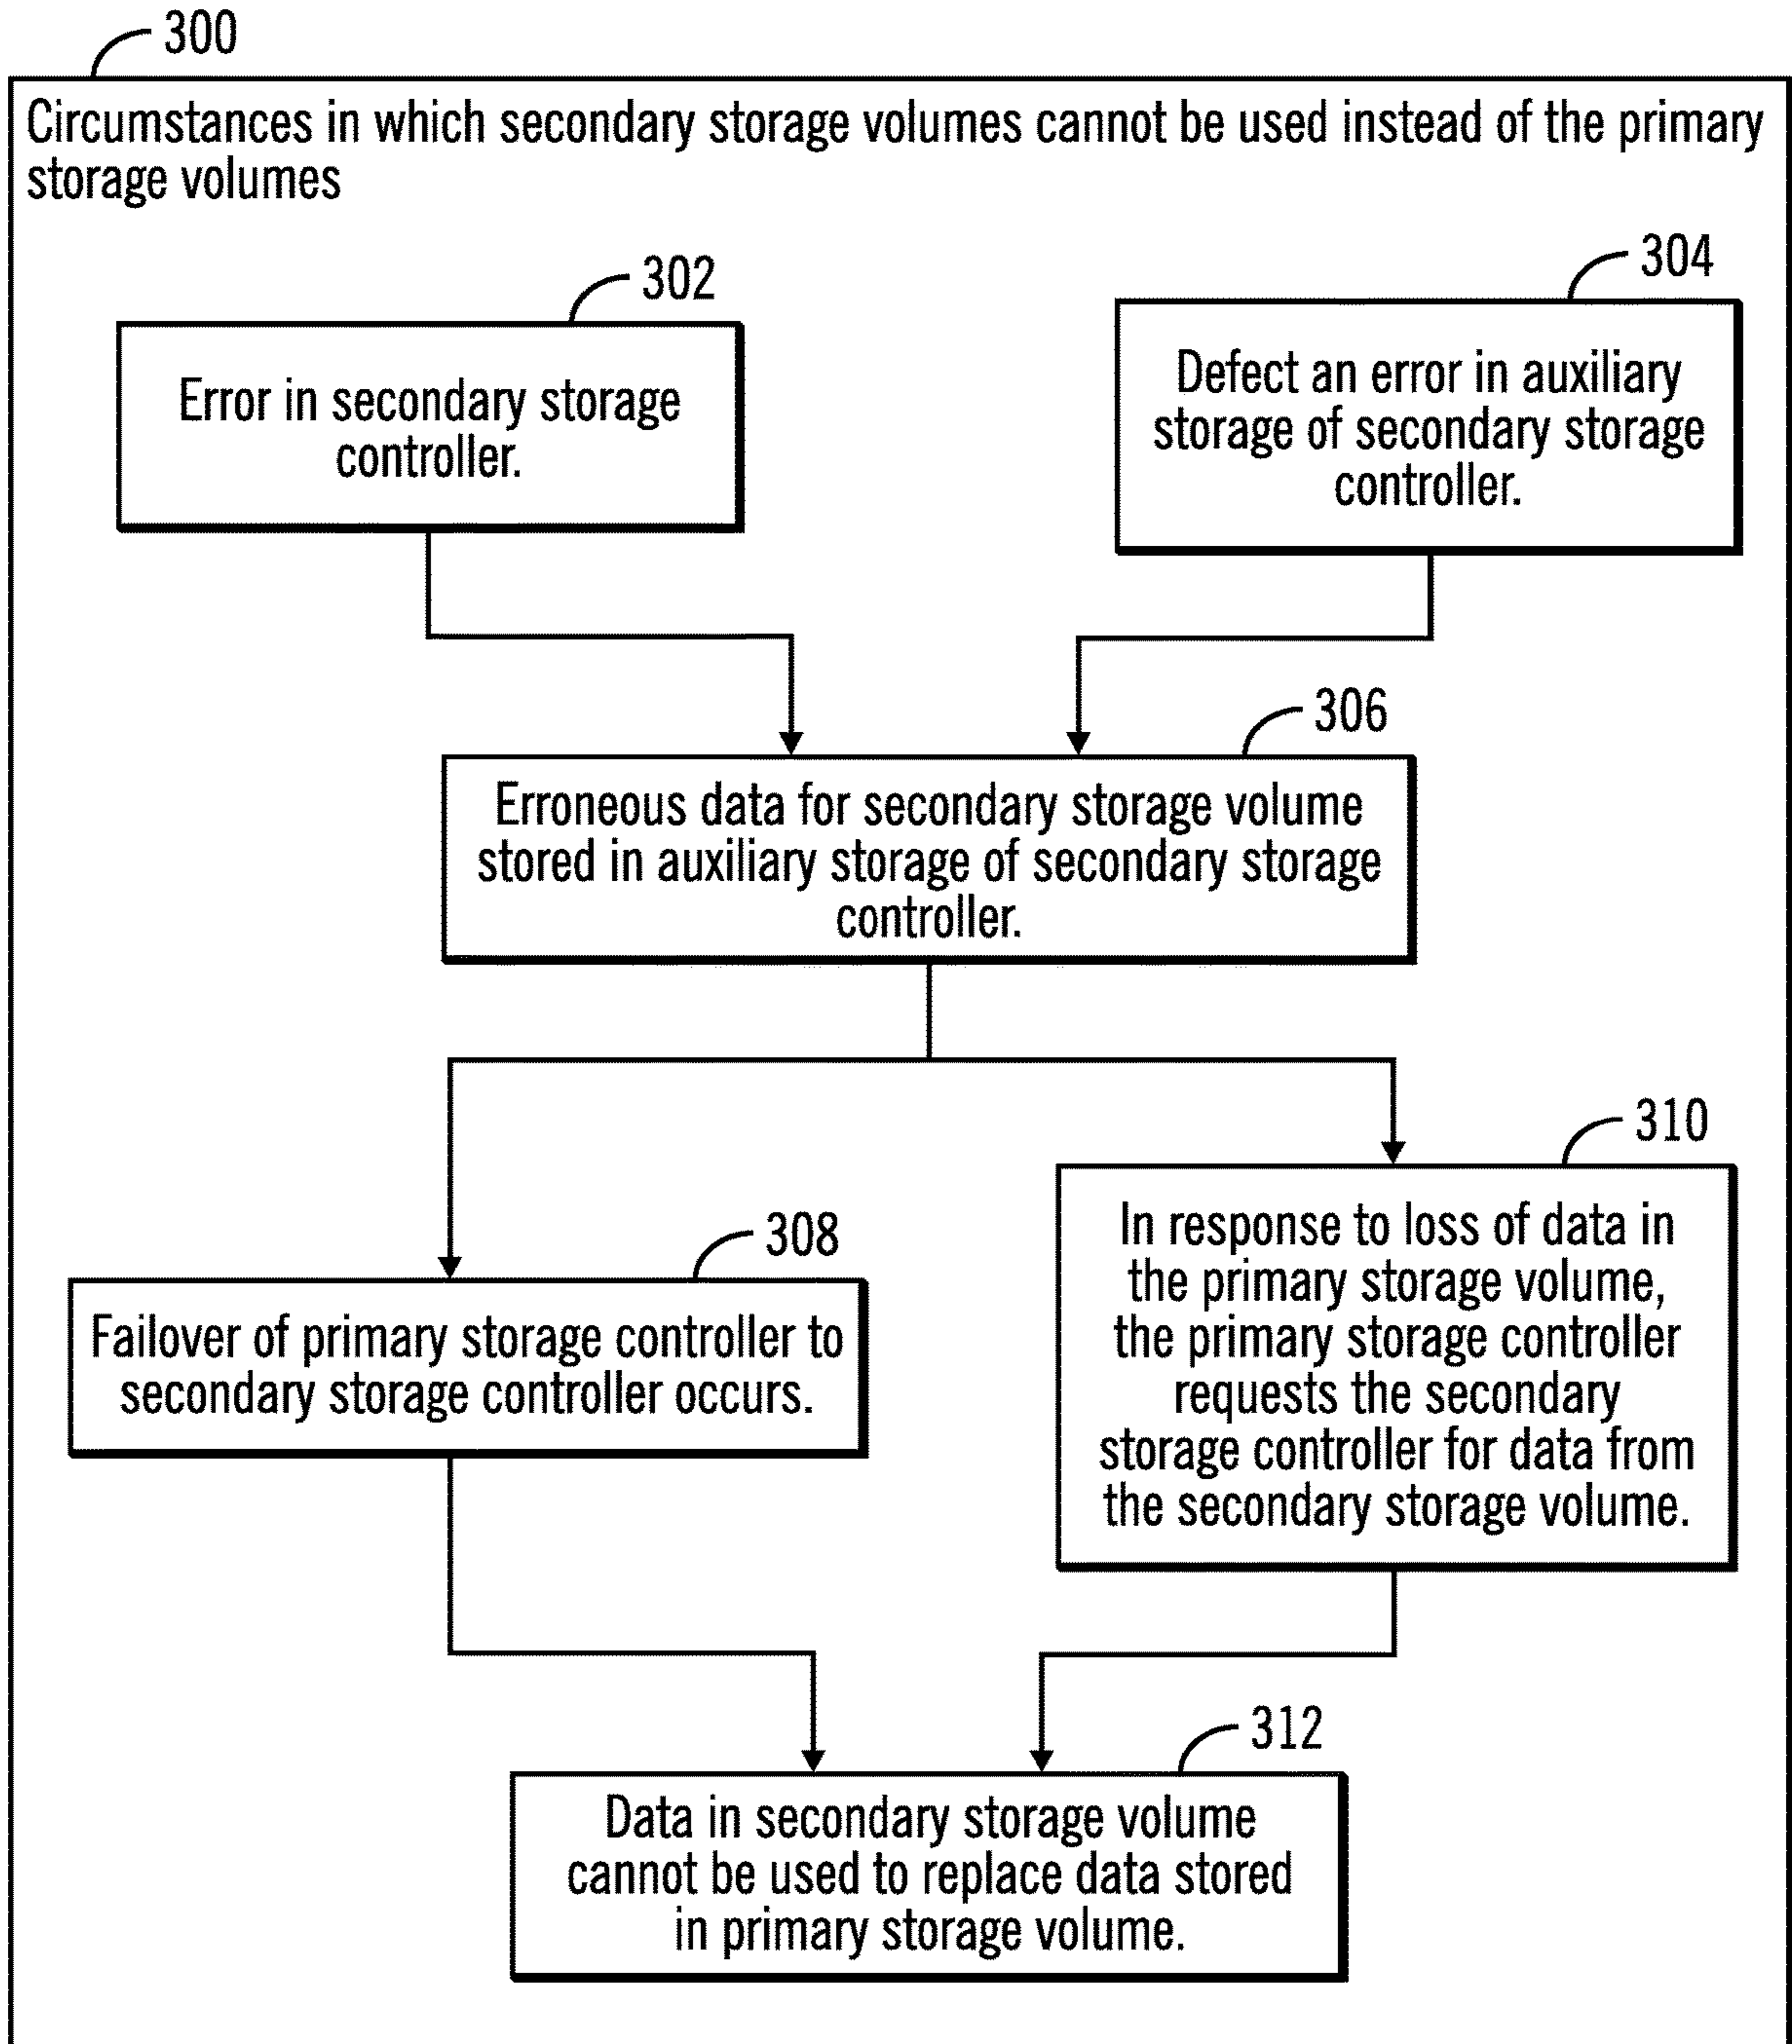 300
Circumstances in which secondary storage volumes cannot be used instead of the primary
storage volumes
302
Error in secondary storage
controller.
304
Defect an error in auxiliary
storage of secondary storage
controller.
306
Erroneous data for secondary storage volume
stored in auxiliary storage of secondary storage
controller.
308
Failover of primary storage controller to
secondary storage controller occurs.
310
In response to loss of data in
the primary storage volume,
the primary storage controller
requests the secondary
storage controller for data from
the secondary storage volume.
312
Data in secondary storage volume
cannot be used to replace data stored
in primary storage volume.